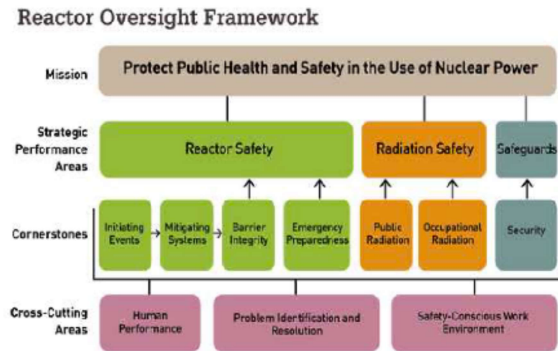 Reactor Oversight Framework
Mission
Protect Public Health and Safety in the Use of Nuclear Power
Strategic
Performance
Areas
Reactor Safety
Radiation Safety
Safeguards
Cornerstones
Initiating
Events
Mitigating
Systems
Barrier
Integrity
Emergency
Preparedness
Public
Radiation
Occupational
Radiation
Security
Cross-Cutting
Areas
Human
Performance
Problem Identification and
Resolution
Safety-Conscious Work
Environment